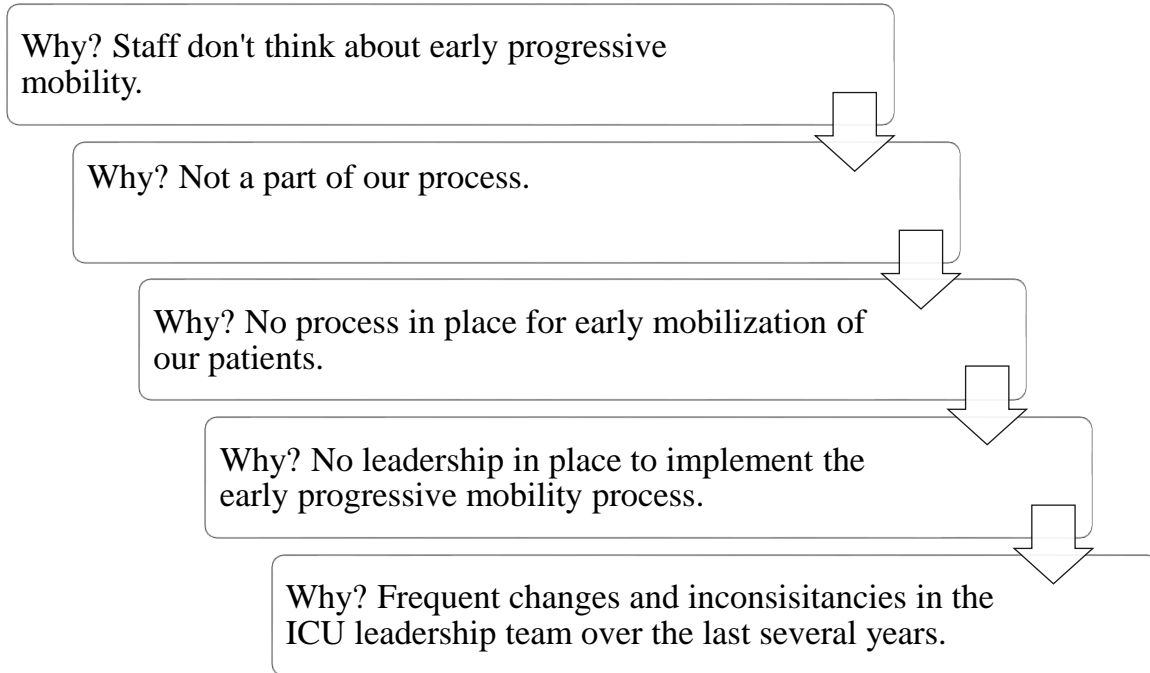 Why? Staff don't think about early progressive
mobility.
Why? Not a part of our process.
Why? No process in place for early mobilization of
our patients.
Why? No leadership in place to implement the
early progressive mobility process.
Why? Frequent changes and inconsisitancies in the
ICU leadership team over the last several years.